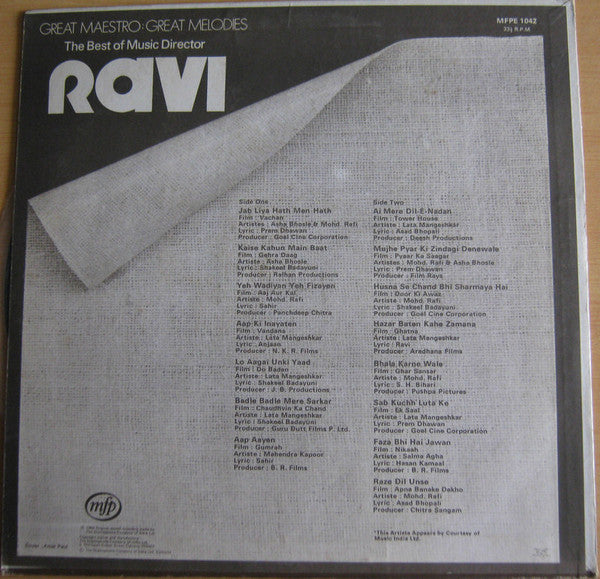 GREAT MAESTRO: GREAT MELODIES
MFPE 1042
33⅓ R.P.M
The Best of Music Director
RAVI
Side One
Jab Liya Hath Men Hath
Film : Vachan
Artistes : Asha Bhosle & Mohd. Rafi
Lyric : Prem Dhawan
Producer : Goel Cine Corporation
Kaise Kahun Main Baat
Film : Gehra Daag
Artiste : Asha Bhosle
Lyric : Shakeel Badayuni
Producer : Ralhan Productions
Yeh Wadiyan Yeh Fizayen
Film : Aaj Aur Kal
Artiste : Mohd. Rafi
Lyric : Sahir
Producer : Panchdeep Chitra
Aap Ki Inayaten
Film : Vandana
Artiste : Lata Mangeshkar
Lyric : Anjaan
Producer : N. K. R. Films
Lo Aagai Unki Yaad
Film : Do Badan
Artiste : Lata Mangeshkar
Lyric : Shakeel Badayuni
Producer : J. B. Productions
Badle Badle Mere Sarkar
Film : Chaudhvin Ka Chand
Artiste : Lata Mangeshkar
Lyric : Shakeel Badayuni
Producer : Guru Dutt Films P. Ltd.
Aap Aayen
Film : Gumrah
Artiste : Mahendra Kapoor
Lyric : Sahir
Producer : B. R. Films
Side Two
Ai Mere Dil-E-Nadan
Film : Tower House
Artiste : Lata Mangeshkar
Lyric : Asad Bhopali
Producer : Deesh Productions
Mujhe Pyar Ki Zindagi Denewale
Film : Pyaar Ka Saagar
Artistes : Mohd. Rafi & Asha Bhosle
Lyric : Prem Dhawan
Producer : Film Rays
Husna Se Chand Bhi Sharmaya Hai
Film : Door Ki Awaz
Artiste : Mohd. Rafi
Lyric : Shakeel Badayuni
Producer : Goel Cine Corporation
Hazar Baten Kahe Zamana
Film : Ghatna
Artiste : Lata Mangeshkar
Lyric : Ravi
Producer : Aradhana Films
Bhala Karne Wale
Film : Ghar Sansar
Artiste : Mohd. Rafi
Lyric : S. H. Bihari
Producer : Pushpa Pictures
Sab Kuchh Luta Ke
Film : Ek Saal
Artiste : Lata Mangeshkar
Lyric : Prem Dhawan
Producer : Goel Cine Corporation
Faza Bhi Hai Jawan
Film : Nikaah
Artiste : Salma Agha
Lyric : Hasan Kamaal
Producer : B. R. Films
Raze Dil Unse
Film : Apna Banake Dekho
Artiste : Mohd. Rafi
Lyric : Asad Bhopali
Producer : Chitra Sangam
mfp
*This Artiste Appears by Courtesy of
Music India Ltd.